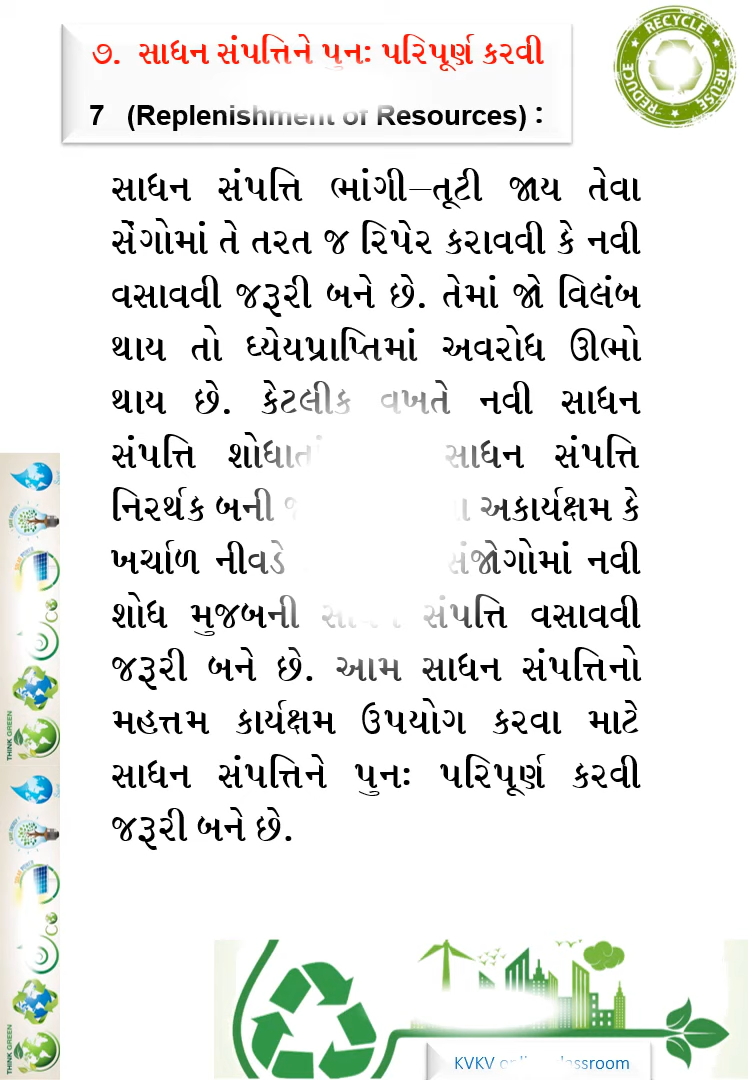 ૭. સાધન સંપત્તિને પુનઃ પરિપૂર્ણ કરવી
7 (Replenishment of Resources) :
RECYCLE
REDUCE
REUSE
સાધન સંપત્તિ ભાંગી–તૂટી જાય તેવા
સેંગોમાં તે તરત જ રિપેર કરાવવી કે નવી
વસાવવી જરૂરી બને છે. તેમાં જો વિલંબ
થાય તો ઘ્યેયપ્રાપ્તિમાં અવરોધ ઊભો
થાય છે. કેટલીક વખતે નવી સાધન
સંપત્તિ શોધાતાં સાધન સંપત્તિ
નિરર્થક બની અકાર્યક્ષમ કે
ખર્ચાળ નીવડે સંજોગોમાં નવી
શોધ મુજબની સાધન સંપત્તિ વસાવવી
જરૂરી બને છે. આમ સાધન સંપત્તિનો
મહત્તમ કાર્યક્ષમ ઉપયોગ કરવા માટે
સાધન સંપત્તિને પુનઃ પરિપૂર્ણ કરવી
જરૂરી બને છે.
THINK GREEN
THINK GREEN
KVKV online classroom